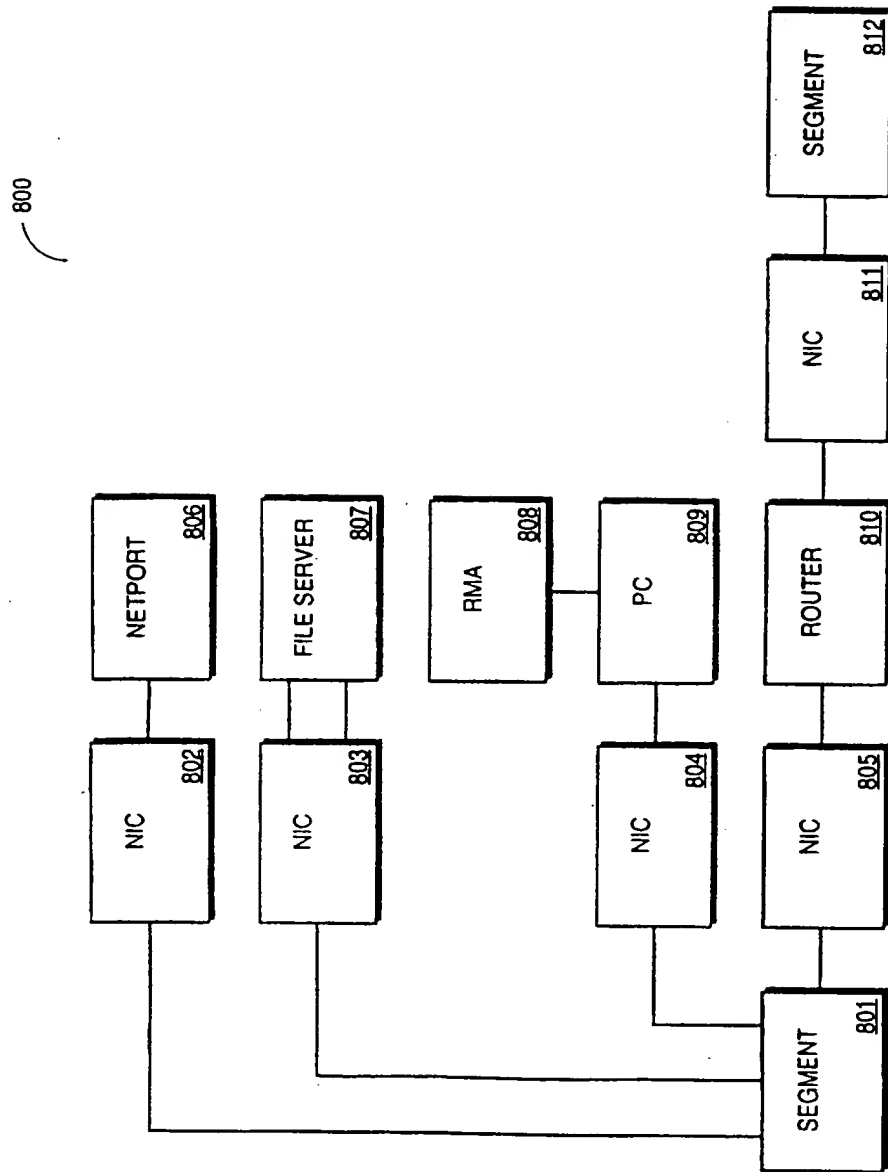 800
NIC
802
NETPORT
806
NIC
803
FILE SERVER
807
RMA
808
NIC
804
PC
809
SEGMENT
801
NIC
805
ROUTER
810
NIC
811
SEGMENT
812